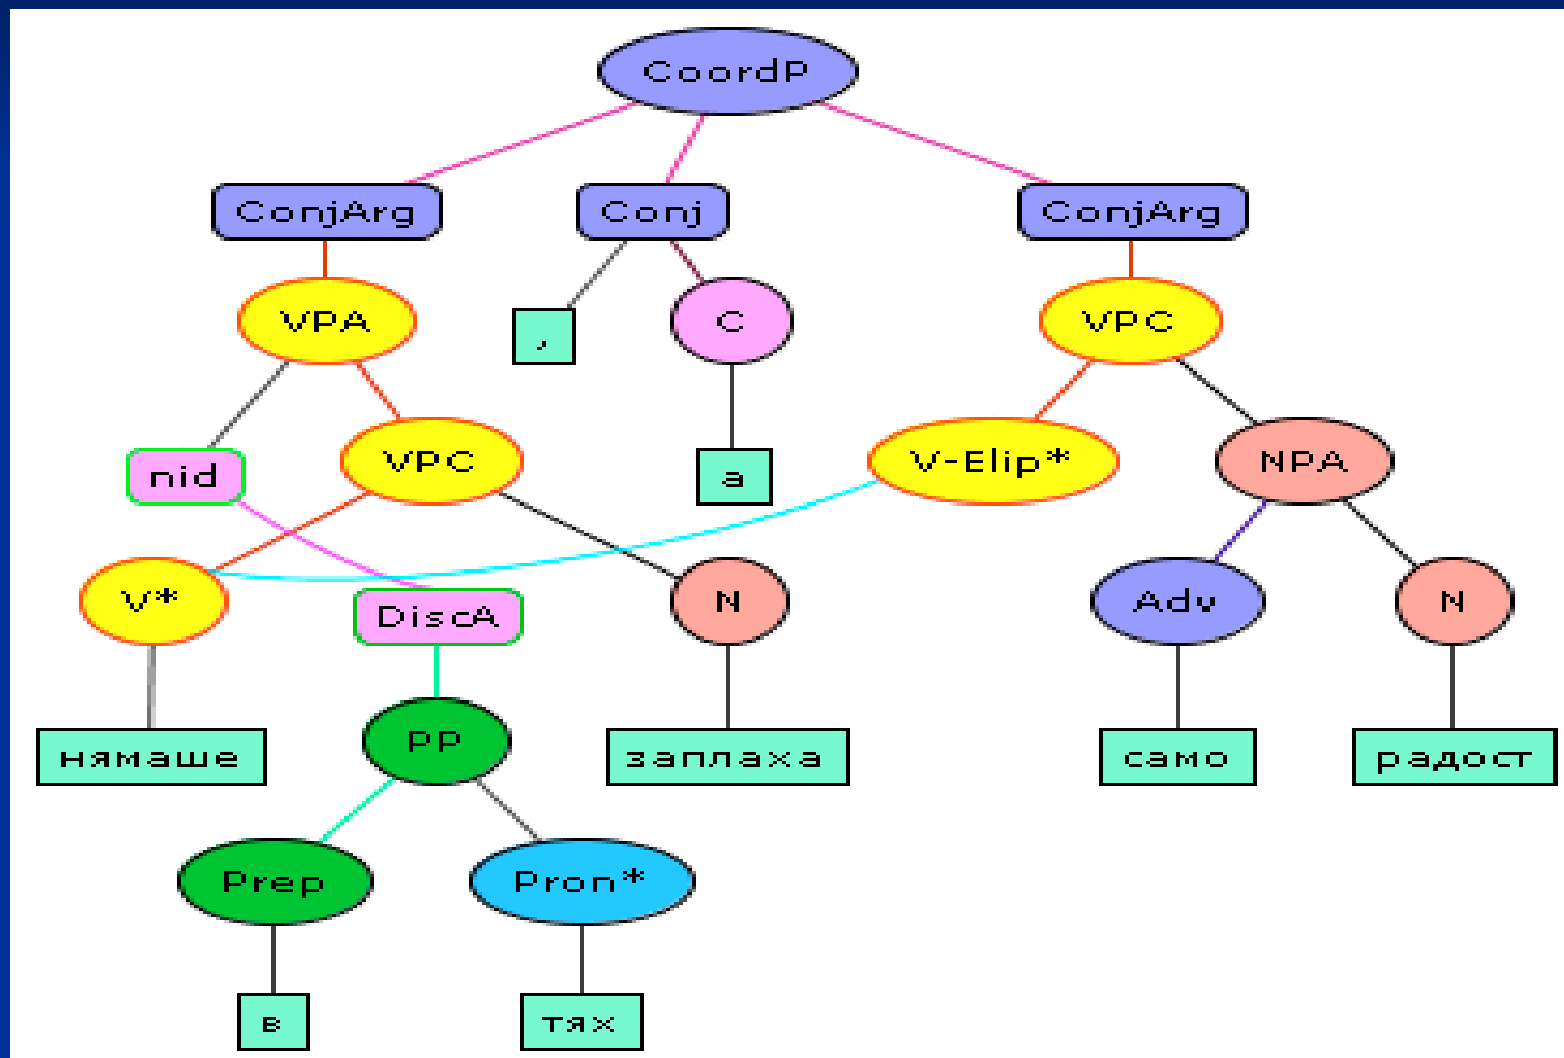 CoordP
ConjArg Conj ConjArg
VPA , C VPC
nid VPC а V-Elip* NPA
V* DiscA N Adv N
нямаше PP заплаха само радост
Prep Pron*
в тях